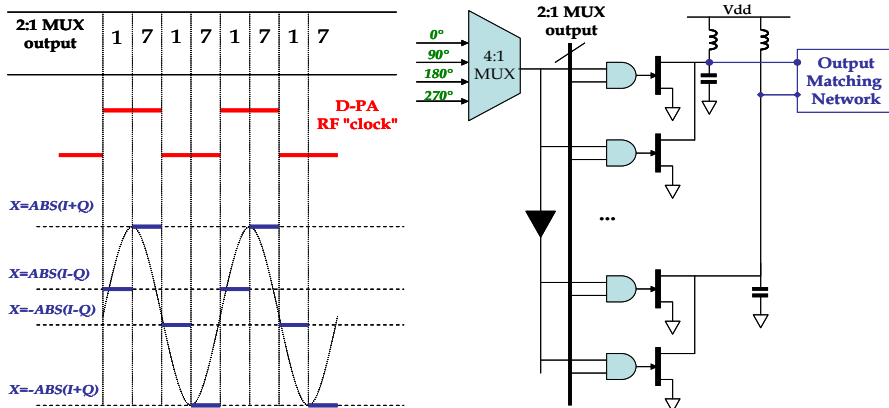 2:1 MUX
output
1 7 1 7 1 7 1 7
D-PA
RF "clock"
X=ABS(I+Q)
X=ABS(I-Q)
X=-ABS(I-Q)
X=-ABS(I+Q)
0°
90°
180°
270°
4:1
MUX
2:1 MUX
output
...
Vdd
Output
Matching
Network